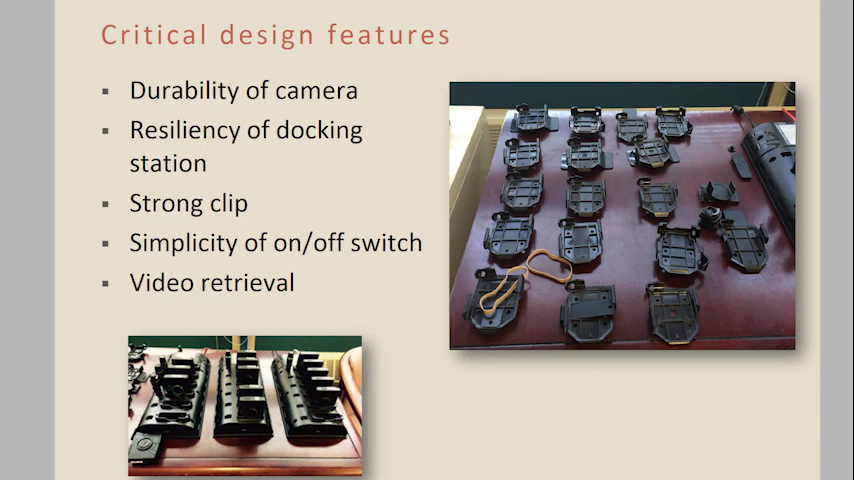 Critical design features
▪ Durability of camera
▪ Resiliency of docking
station
▪ Strong clip
▪ Simplicity of on/off switch
▪ Video retrieval